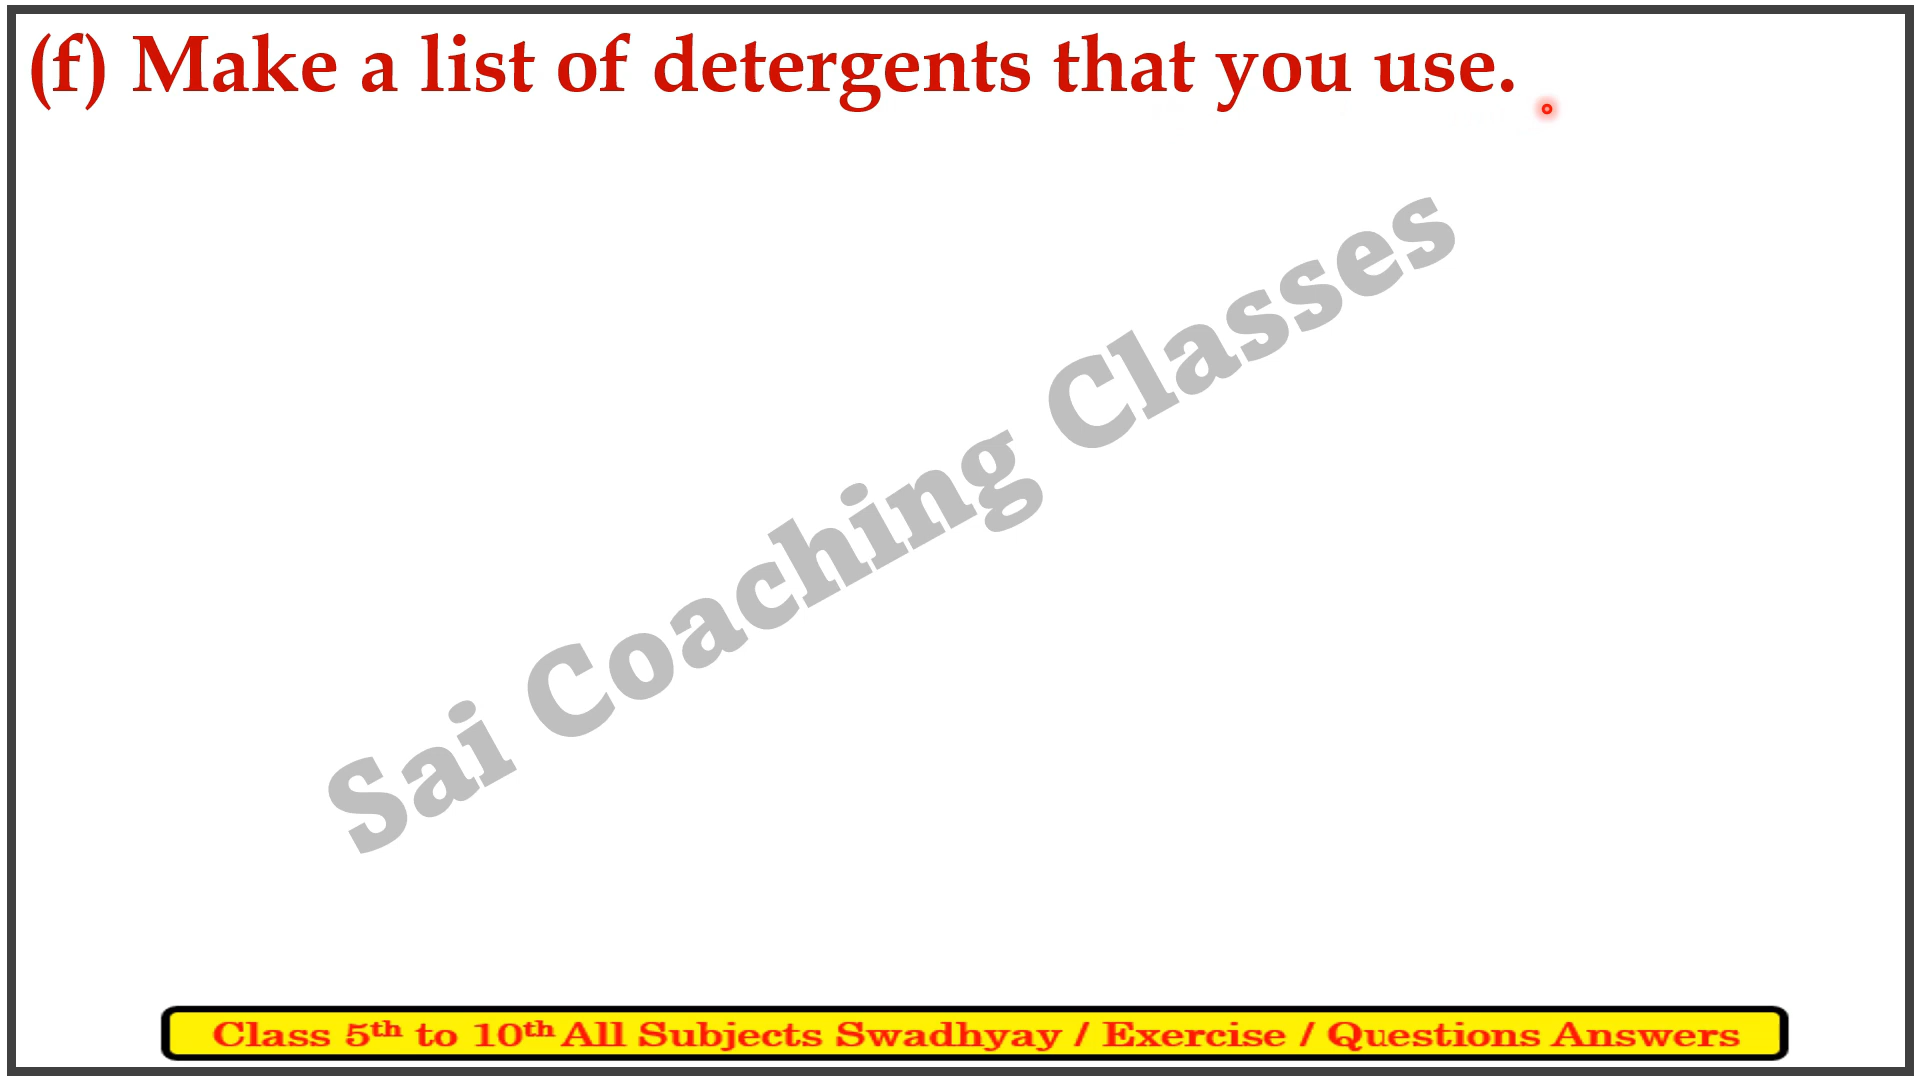 (f) Make a list of detergents that you use.
Sai Coaching Classes
Class 5th to 10th All Subjects Swadhyay / Exercise / Questions Answers